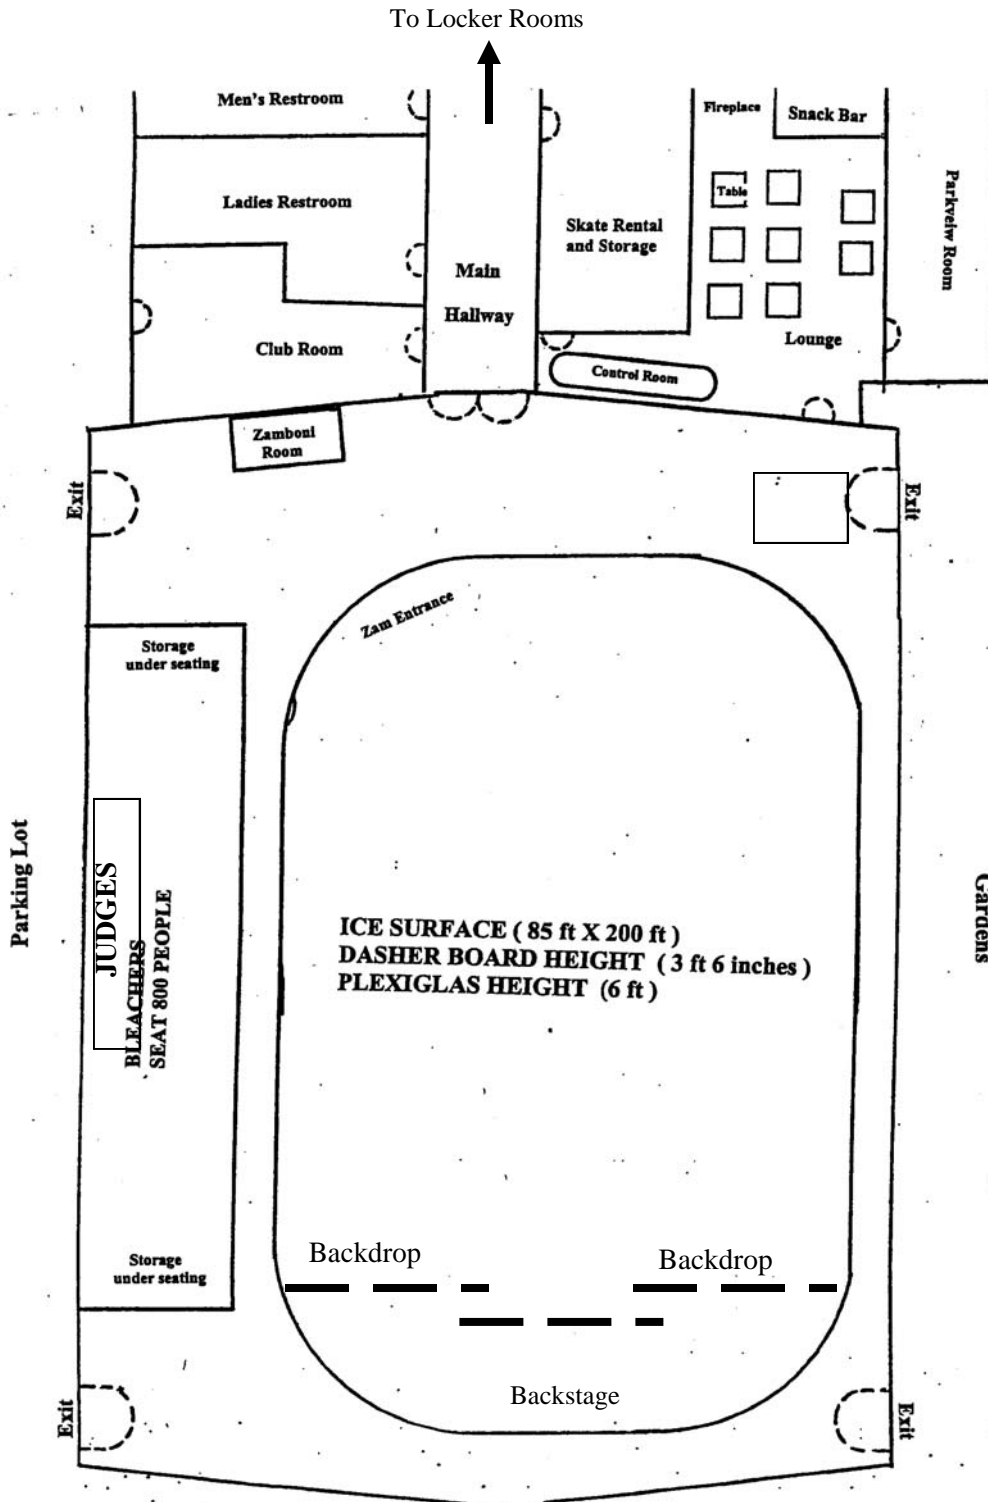 To Locker Rooms
Men's Restroom
Fireplace
Snack Bar
Ladies Restroom
Table
Parkveiw Room
Skate Rental
and Storage
Main
Hallway
Club Room
Lounge
Control Room
Zamboni
Room
Exit
Exit
Zam Entrance
Storage
under seating
Parking Lot
JUDGES
BLEACHERS
SEAT 800 PEOPLE
ICE SURFACE ( 85 ft X 200 ft )
DASHER BOARD HEIGHT ( 3 ft 6 inches )
PLEXIGLAS HEIGHT (6 ft )
Gardens
Backdrop
Backdrop
Storage
under seating
Backstage
Exit
Exit